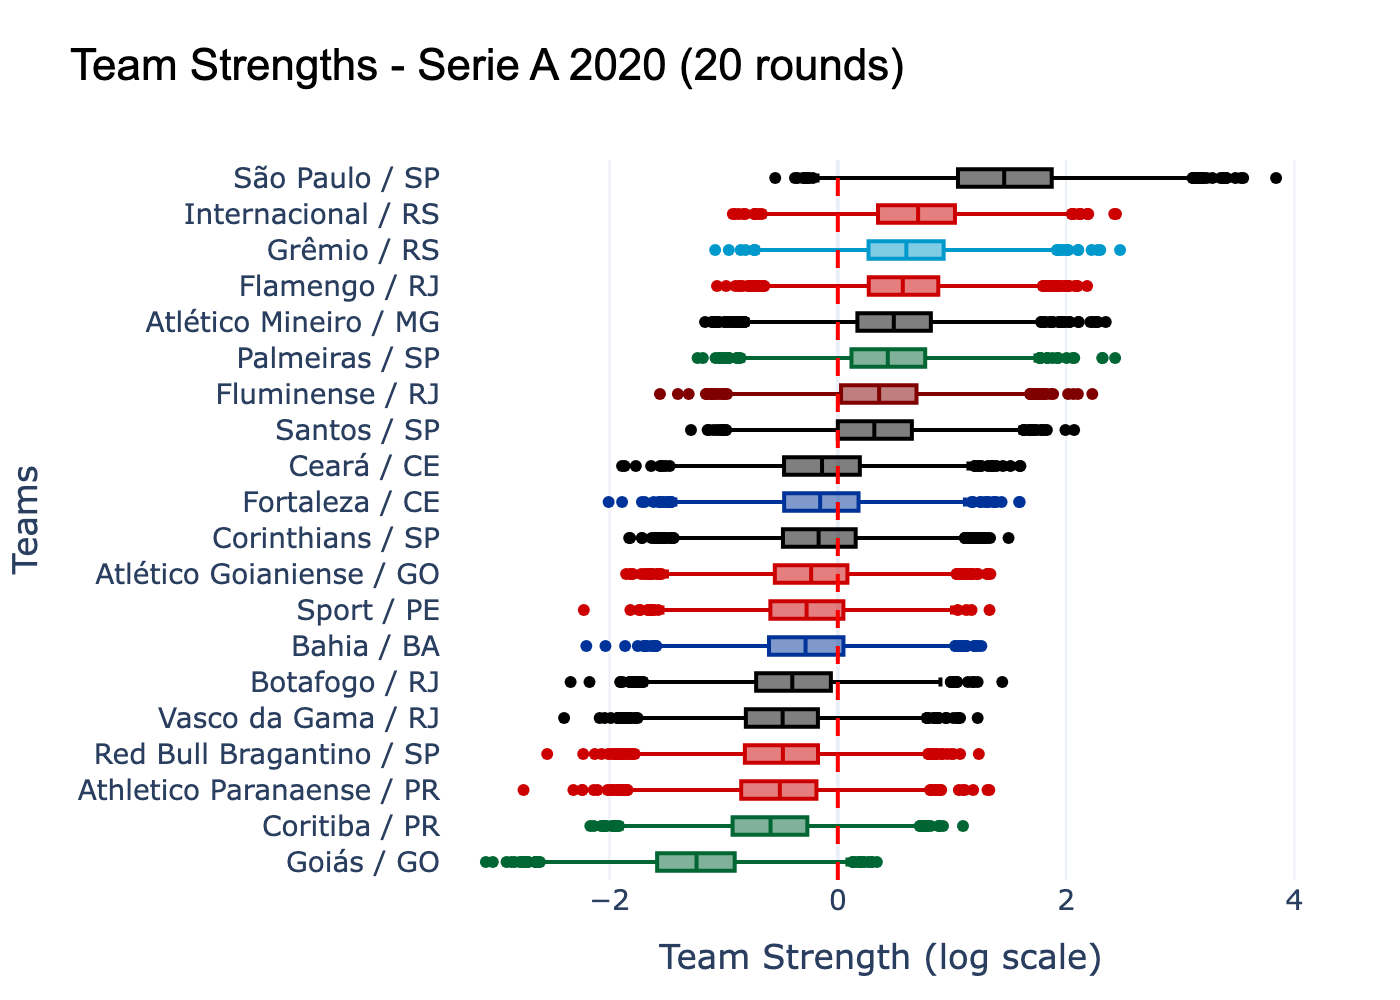 Team Strengths - Serie A 2020 (20 rounds)
São Paulo / SP
Internacional / RS
Grêmio / RS
Flamengo / RJ
Atlético Mineiro / MG
Palmeiras / SP
Fluminense / RJ
Santos / SP
Ceará / CE
Fortaleza / CE
Corinthians / SP
Atlético Goianiense / GO
Sport / PE
Bahia / BA
Botafogo / RJ
Vasco da Gama / RJ
Red Bull Bragantino / SP
Athletico Paranaense / PR
Coritiba / PR
Goiás / GO
Teams
−2 0 2 4
Team Strength (log scale)